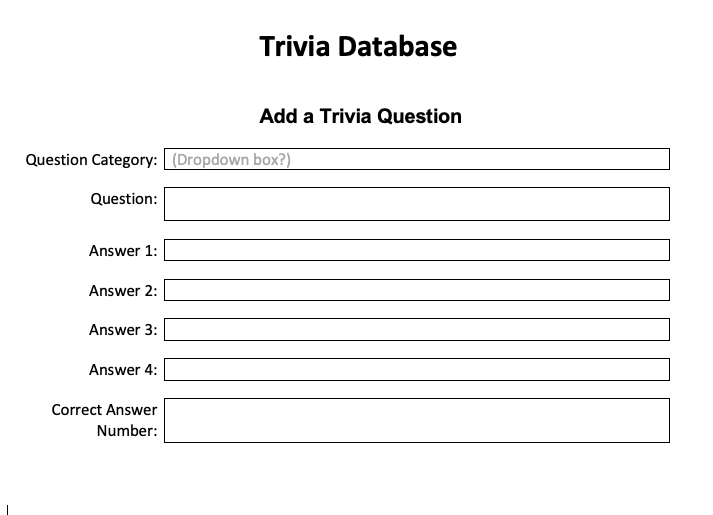 Trivia Database
Add a Trivia Question
Question Category: (Dropdown box?)
Question:
Answer 1:
Answer 2:
Answer 3:
Answer 4:
Correct Answer
Number: